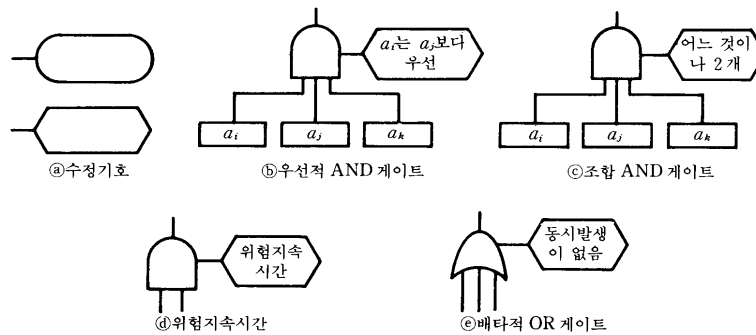 aᵢ는 aⱼ보다
우선
어느 것이
나 2개
aᵢ aⱼ aₖ
aᵢ aⱼ aₖ
ⓐ수정기호
ⓑ우선적 AND 게이트
ⓒ조합 AND 게이트
위험지속
시간
동시발생
이 없음
ⓓ위험지속시간
ⓔ배타적 OR 게이트